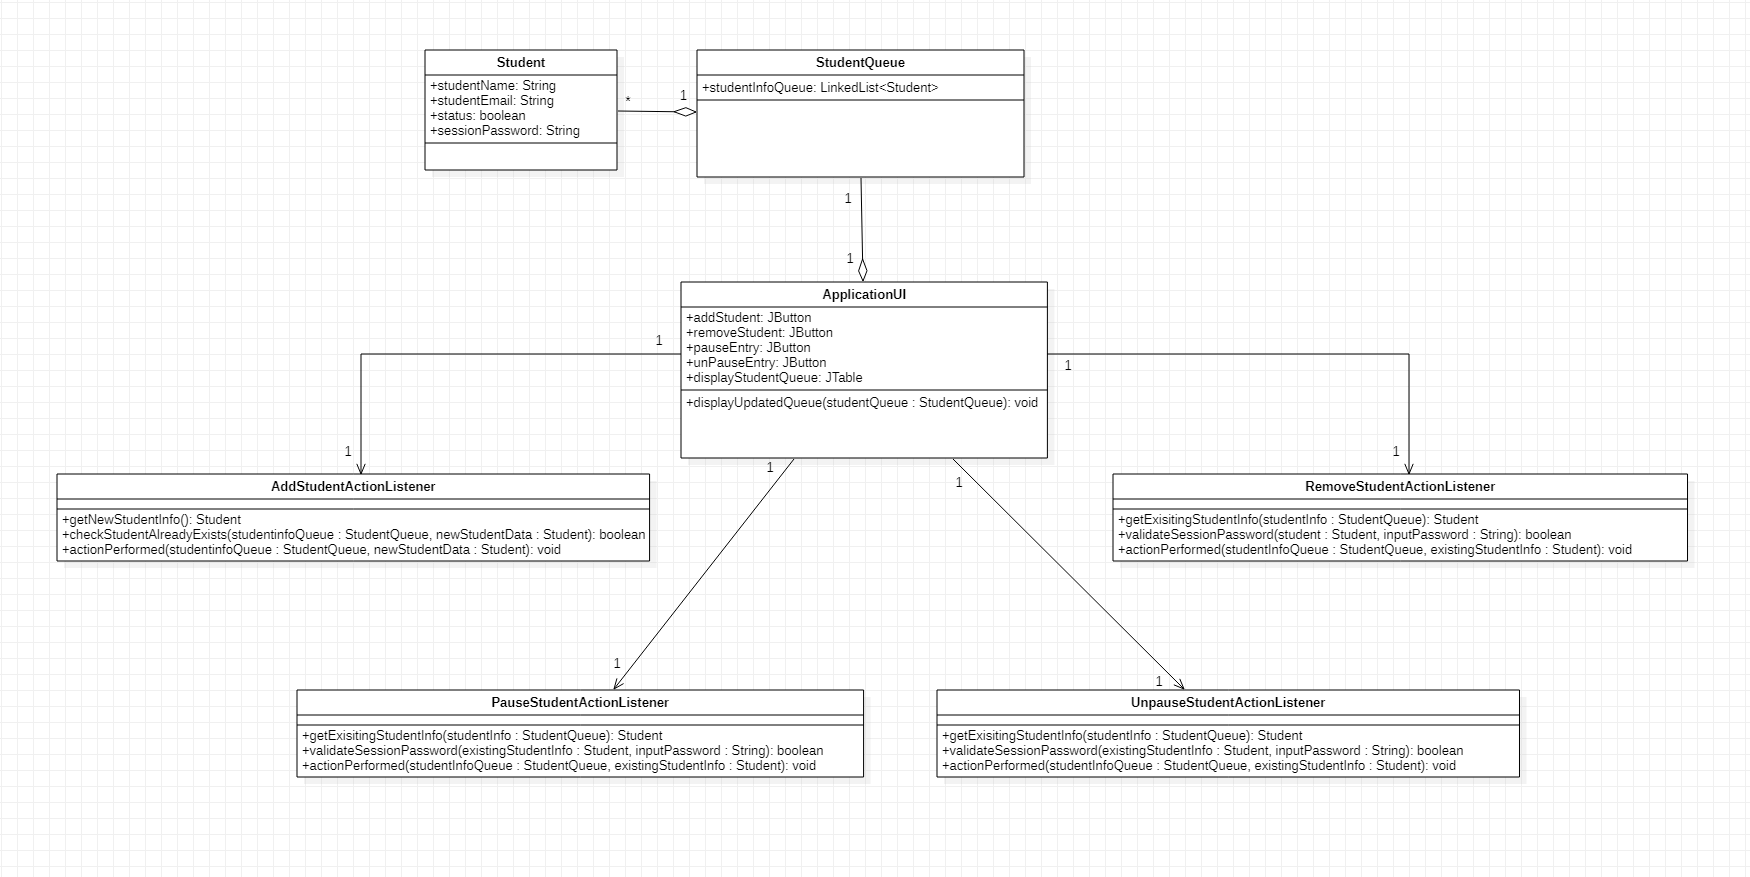 Student
+studentName: String
+studentEmail: String
+status: boolean
+sessionPassword: String
*
1
StudentQueue
+studentInfoQueue: LinkedList<Student>
1
1
ApplicationUI
+addStudent: JButton
+removeStudent: JButton
+pauseEntry: JButton
+unPauseEntry: JButton
+displayStudentQueue: JTable
+displayUpdatedQueue(studentQueue : StudentQueue): void
1
1
1
1
AddStudentActionListener
+getNewStudentInfo(): Student
+checkStudentAlreadyExists(studentinfoQueue : StudentQueue, newStudentData : Student): boolean
+actionPerformed(studentinfoQueue : StudentQueue, newStudentData : Student): void
RemoveStudentActionListener
+getExisitingStudentInfo(studentInfo : StudentQueue): Student
+validateSessionPassword(student : Student, inputPassword : String): boolean
+actionPerformed(studentInfoQueue : StudentQueue, existingStudentInfo : Student): void
1
1
1
1
PauseStudentActionListener
+getExisitingStudentInfo(studentInfo : StudentQueue): Student
+validateSessionPassword(existingStudentInfo : Student, inputPassword : String): boolean
+actionPerformed(studentInfoQueue : StudentQueue, existingStudentInfo : Student): void
UnpauseStudentActionListener
+getExisitingStudentInfo(studentInfo : StudentQueue): Student
+validateSessionPassword(existingStudentInfo : Student, inputPassword : String): boolean
+actionPerformed(studentInfoQueue : StudentQueue, existingStudentInfo : Student): void